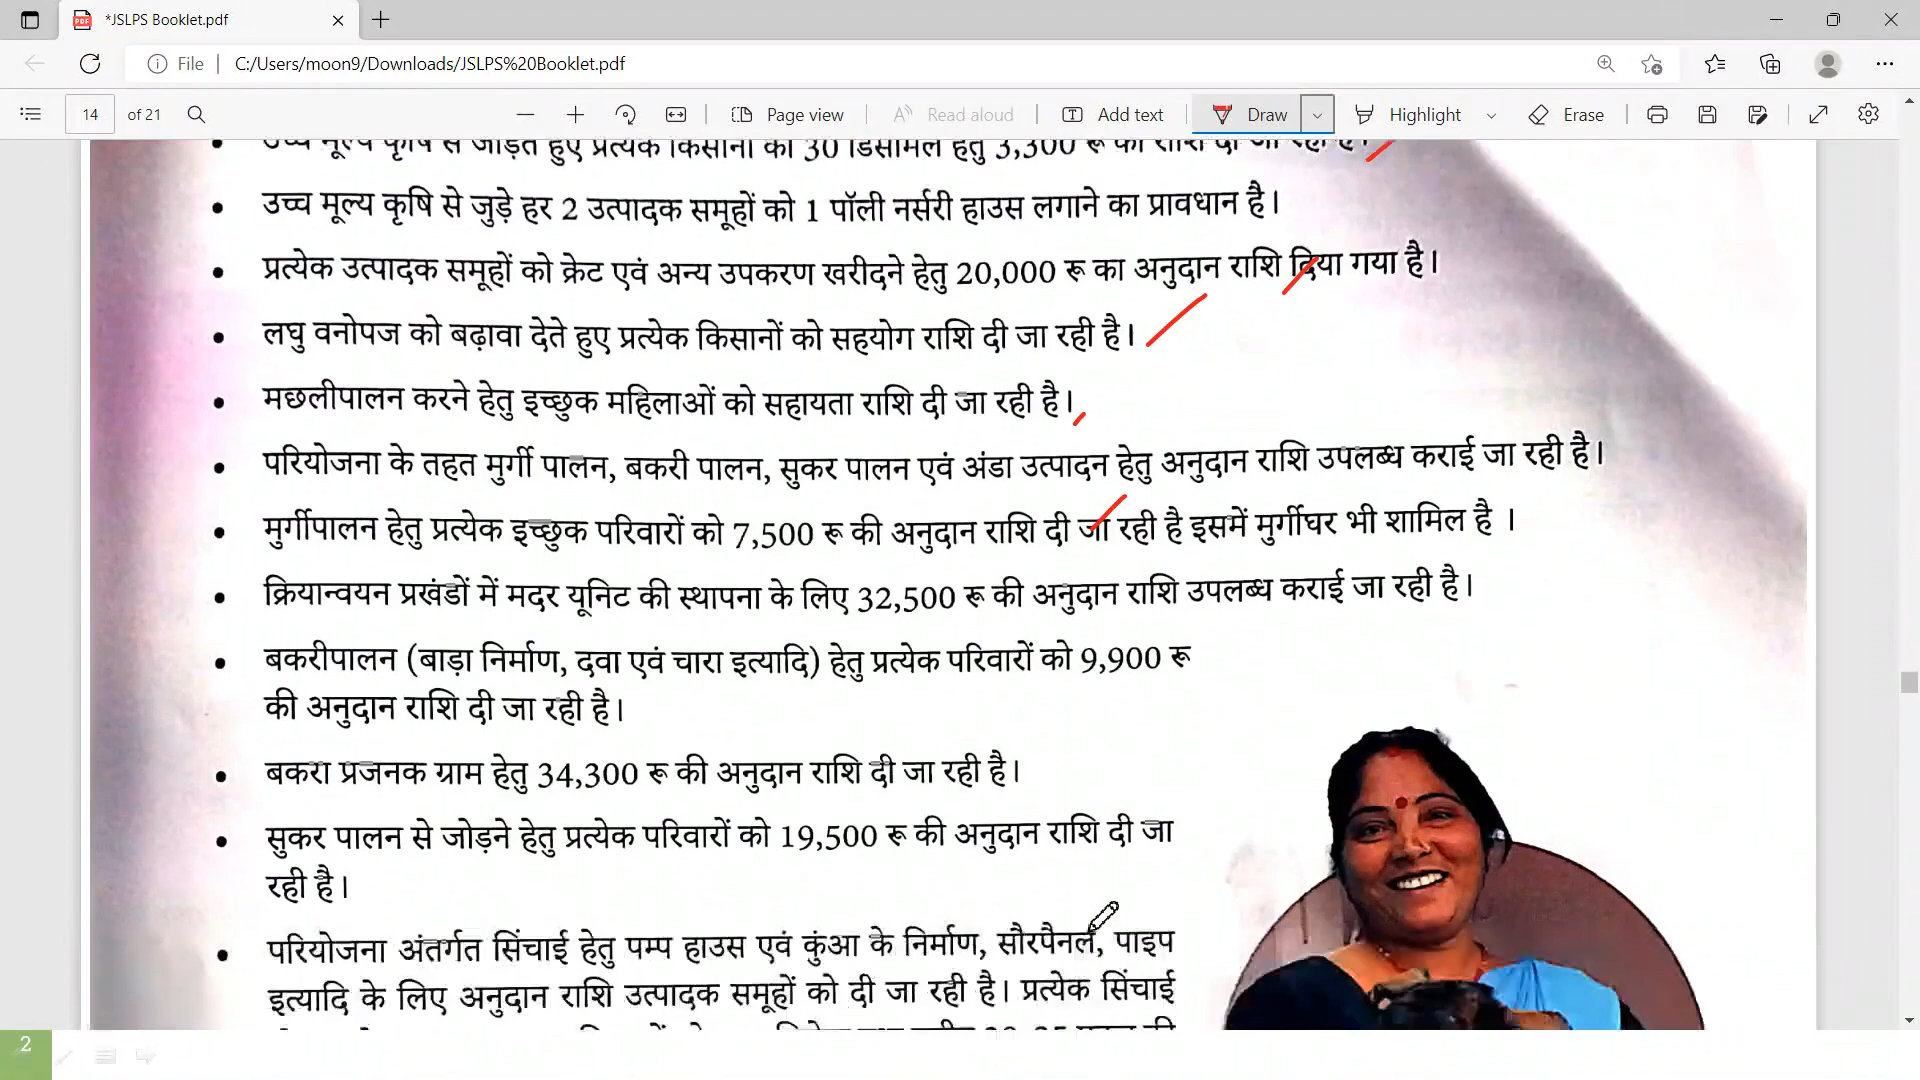 *JSLPS Booklet.pdf
File C:/Users/moon9/Downloads/JSLPS%20Booklet.pdf
14 of 21 Page view Read aloud Add text Draw Highlight Erase
उच्च मूल्य कृषि से जोड़ते हुए प्रत्येक किसानों को 30 डिसमिल हेतु 3,300 रू की राशि दी जा रही है।
• उच्च मूल्य कृषि से जुड़े हर 2 उत्पादक समूहों को 1 पॉली नर्सरी हाउस लगाने का प्रावधान है।
• प्रत्येक उत्पादक समूहों को क्रेट एवं अन्य उपकरण खरीदने हेतु 20,000 रू का अनुदान राशि दिया गया है।
• लघु वनोपज को बढ़ावा देते हुए प्रत्येक किसानों को सहयोग राशि दी जा रही है।
• मछलीपालन करने हेतु इच्छुक महिलाओं को सहायता राशि दी जा रही है।
• परियोजना के तहत मुर्गी पालन, बकरी पालन, सुकर पालन एवं अंडा उत्पादन हेतु अनुदान राशि उपलब्ध कराई जा रही है।
• मुर्गीपालन हेतु प्रत्येक इच्छुक परिवारों को 7,500 रू की अनुदान राशि दी जा रही है इसमें मुर्गीघर भी शामिल है ।
• क्रियान्वयन प्रखंडों में मदर यूनिट की स्थापना के लिए 32,500 रू की अनुदान राशि उपलब्ध कराई जा रही है।
• बकरीपालन (बाड़ा निर्माण, दवा एवं चारा इत्यादि) हेतु प्रत्येक परिवारों को 9,900 रू
की अनुदान राशि दी जा रही है।
• बकरा प्रजनक ग्राम हेतु 34,300 रू की अनुदान राशि दी जा रही है।
• सुकर पालन से जोड़ने हेतु प्रत्येक परिवारों को 19,500 रू की अनुदान राशि दी जा
रही है।
• परियोजना अंतर्गत सिंचाई हेतु पम्प हाउस एवं कुंआ के निर्माण, सौरपैनल, पाइप
इत्यादि के लिए अनुदान राशि उत्पादक समूहों को दी जा रही है। प्रत्येक सिंचाई
2